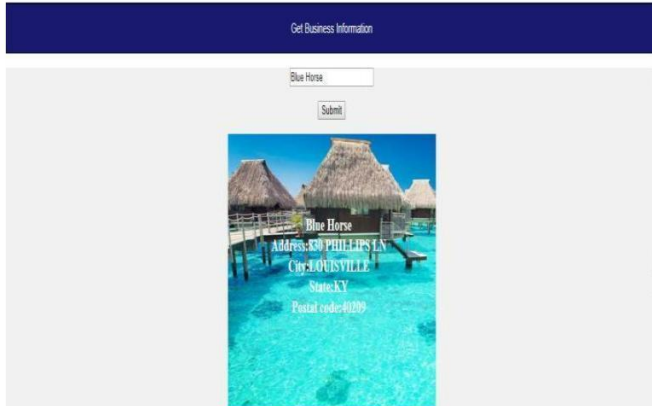 Get Business Information
Blue Horse
Submit
Blue Horse
Address:830 PHILLIPS LN
City:LOUISVILLE
State:KY
Postal code:40209